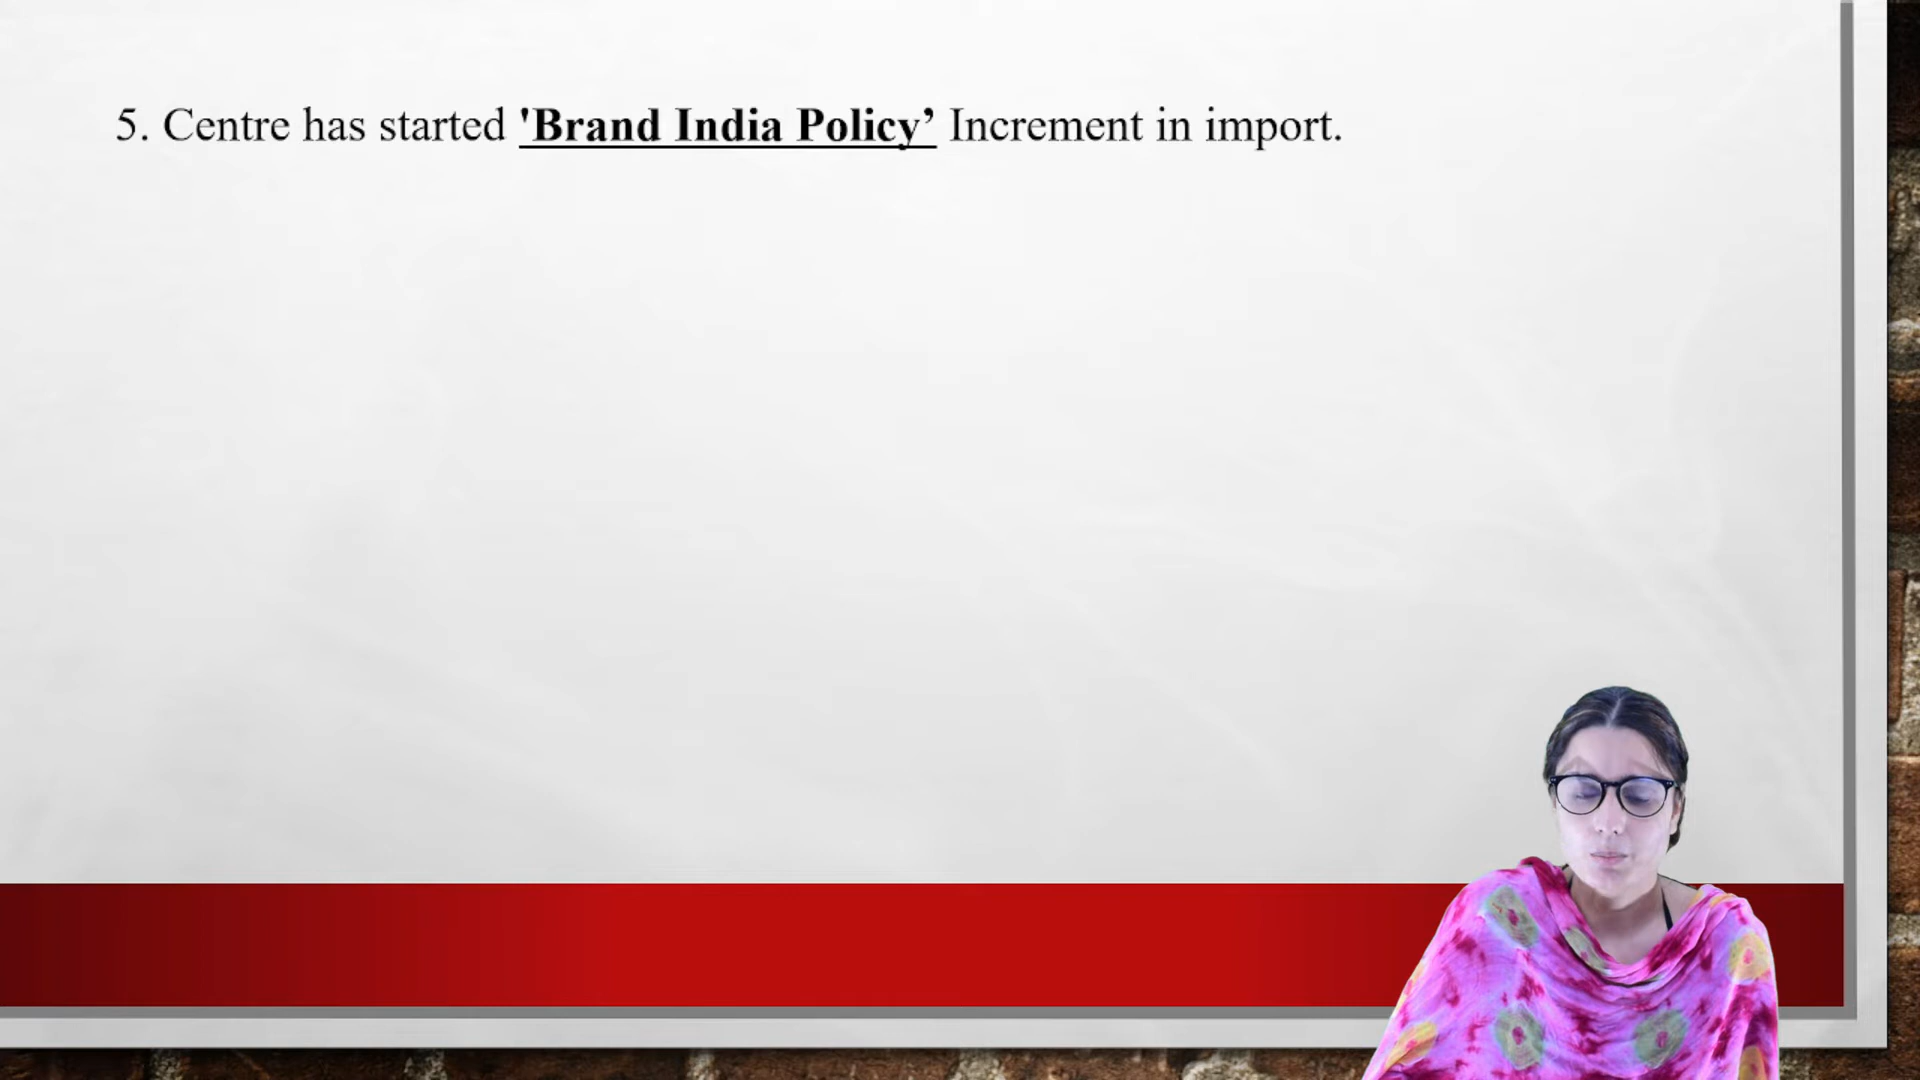 5. Centre has started 'Brand India Policy’ Increment in import.